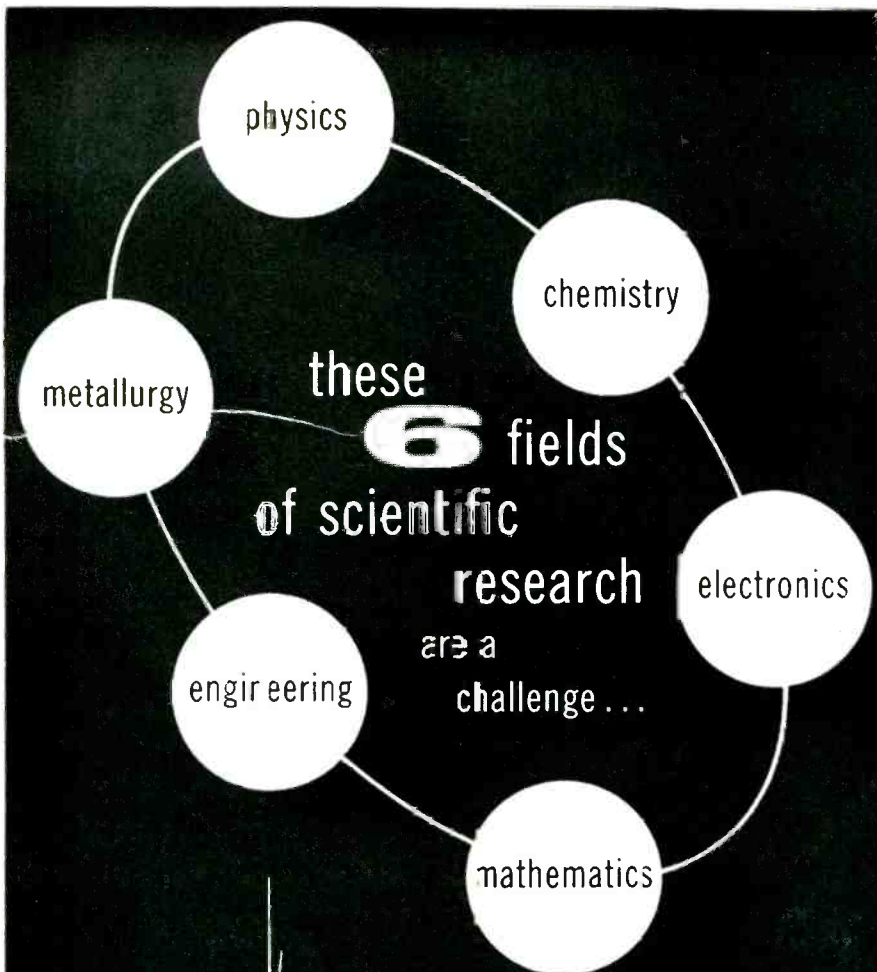 physics
chemistry
metallurgy
these
6 fields
of scientific
research
electronics
are a
engineering
challenge...
mathematics